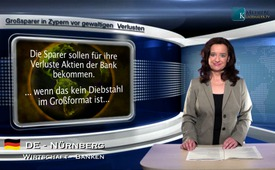 Großsparer in Zypern vor gewaltigen Verlusten
Die Sparer sollen für ihre
Verluste Aktien der Bank
bekommen.
... wenn das kein Diebstahl
im Großformat ist...
DE - Nürnberg
Wirtschaft - Banken